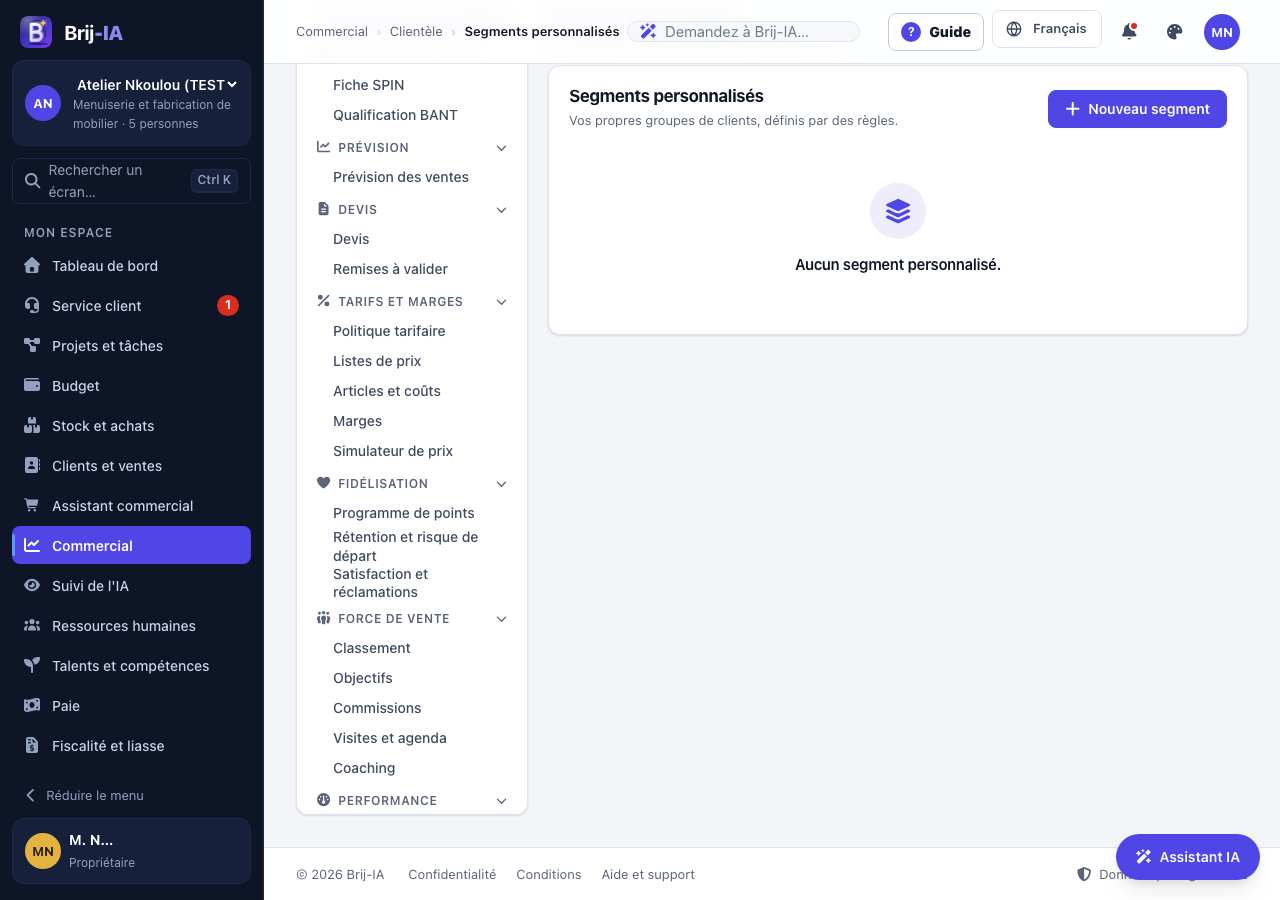 Brij-IA
AN
Atelier Nkoulou (TEST
Menuiserie et fabrication de
mobilier · 5 personnes
Rechercher un
écran...
Ctrl K
MON ESPACE
Tableau de bord
Service client
1
Projets et tâches
Budget
Stock et achats
Clients et ventes
Assistant commercial
Commercial
Suivi de l'IA
Ressources humaines
Talents et compétences
Paie
Fiscalité et liasse
Réduire le menu
MN
M. N...
Propriétaire
Commercial › Clientèle › Segments personnalisés
Demandez à Brij-IA...
? Guide
Français
MN
Fiche SPIN
Qualification BANT
PRÉVISION
Prévision des ventes
DEVIS
Devis
Remises à valider
TARIFS ET MARGES
Politique tarifaire
Listes de prix
Articles et coûts
Marges
Simulateur de prix
FIDÉLISATION
Programme de points
Rétention et risque de
départ
Satisfaction et
réclamations
FORCE DE VENTE
Classement
Objectifs
Commissions
Visites et agenda
Coaching
PERFORMANCE
Segments personnalisés
Vos propres groupes de clients, définis par des règles.
Nouveau segment
Aucun segment personnalisé.
© 2026 Brij-IA
Confidentialité
Conditions
Aide et support
Assistant IA